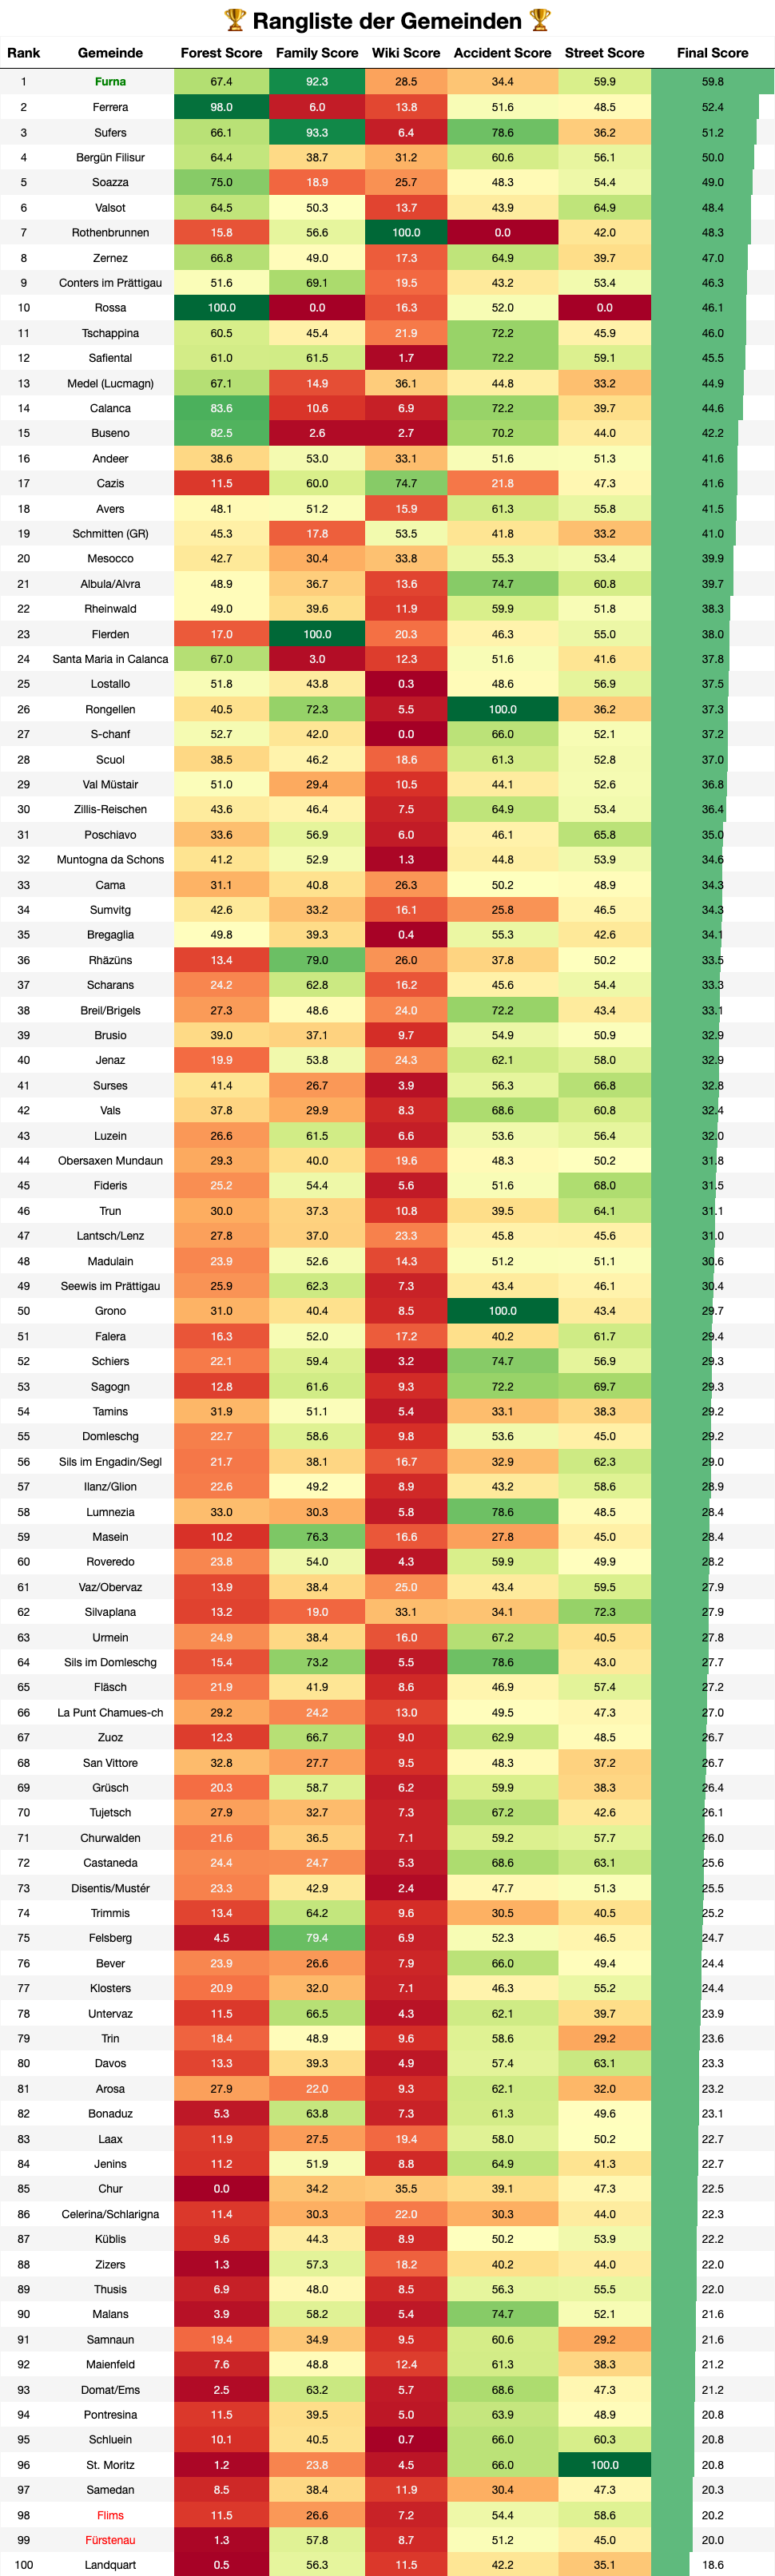 🏆 Rangliste der Gemeinden 🏆
Rank Gemeinde Forest Score Family Score Wiki Score Accident Score Street Score Final Score
1 Furna 67.4 92.3 28.5 34.4 59.9 59.8
2 Ferrera 98.0 6.0 13.8 51.6 48.5 52.4
3 Sufers 66.1 93.3 6.4 78.6 36.2 51.2
4 Bergün Filisur 64.4 38.7 31.2 60.6 56.1 50.0
5 Soazza 75.0 18.9 25.7 48.3 54.4 49.0
6 Valsot 64.5 50.3 13.7 43.9 64.9 48.4
7 Rothenbrunnen 15.8 56.6 100.0 0.0 42.0 48.3
8 Zernez 66.8 49.0 17.3 64.9 39.7 47.0
9 Conters im Prättigau 51.6 69.1 19.5 43.2 53.4 46.3
10 Rossa 100.0 0.0 16.3 52.0 0.0 46.1
11 Tschappina 60.5 45.4 21.9 72.2 45.9 46.0
12 Safiental 61.0 61.5 1.7 72.2 59.1 45.5
13 Medel (Lucmagn) 67.1 14.9 36.1 44.8 33.2 44.9
14 Calanca 83.6 10.6 6.9 72.2 39.7 44.6
15 Buseno 82.5 2.6 2.7 70.2 44.0 42.2
16 Andeer 38.6 53.0 33.1 51.6 51.3 41.6
17 Cazis 11.5 60.0 74.7 21.8 47.3 41.6
18 Avers 48.1 51.2 15.9 61.3 55.8 41.5
19 Schmitten (GR) 45.3 17.8 53.5 41.8 33.2 41.0
20 Mesocco 42.7 30.4 33.8 55.3 53.4 39.9
21 Albula/Alvra 48.9 36.7 13.6 74.7 60.8 39.7
22 Rheinwald 49.0 39.6 11.9 59.9 51.8 38.3
23 Flerden 17.0 100.0 20.3 46.3 55.0 38.0
24 Santa Maria in Calanca 67.0 3.0 12.3 51.6 41.6 37.8
25 Lostallo 51.8 43.8 0.3 48.6 56.9 37.5
26 Rongellen 40.5 72.3 5.5 100.0 36.2 37.3
27 S-chanf 52.7 42.0 0.0 66.0 52.1 37.2
28 Scuol 38.5 46.2 18.6 61.3 52.8 37.0
29 Val Müstair 51.0 29.4 10.5 44.1 52.6 36.8
30 Zillis-Reischen 43.6 46.4 7.5 64.9 53.4 36.4
31 Poschiavo 33.6 56.9 6.0 46.1 65.8 35.0
32 Muntogna da Schons 41.2 52.9 1.3 44.8 53.9 34.6
33 Cama 31.1 40.8 26.3 50.2 48.9 34.3
34 Sumvitg 42.6 33.2 16.1 25.8 46.5 34.3
35 Bregaglia 49.8 39.3 0.4 55.3 42.6 34.1
36 Rhäzüns 13.4 79.0 26.0 37.8 50.2 33.5
37 Scharans 24.2 62.8 16.2 45.6 54.4 33.3
38 Breil/Brigels 27.3 48.6 24.0 72.2 43.4 33.1
39 Brusio 39.0 37.1 9.7 54.9 50.9 32.9
40 Jenaz 19.9 53.8 24.3 62.1 58.0 32.9
41 Surses 41.4 26.7 3.9 56.3 66.8 32.8
42 Vals 37.8 29.9 8.3 68.6 60.8 32.4
43 Luzein 26.6 61.5 6.6 53.6 56.4 32.0
44 Obersaxen Mundaun 29.3 40.0 19.6 48.3 50.2 31.8
45 Fideris 25.2 54.4 5.6 51.6 68.0 31.5
46 Trun 30.0 37.3 10.8 39.5 64.1 31.1
47 Lantsch/Lenz 27.8 37.0 23.3 45.8 45.6 31.0
48 Madulain 23.9 52.6 14.3 51.2 51.1 30.6
49 Seewis im Prättigau 25.9 62.3 7.3 43.4 46.1 30.4
50 Grono 31.0 40.4 8.5 100.0 43.4 29.7
51 Falera 16.3 52.0 17.2 40.2 61.7 29.4
52 Schiers 22.1 59.4 3.2 74.7 56.9 29.3
53 Sagogn 12.8 61.6 9.3 72.2 69.7 29.3
54 Tamins 31.9 51.1 5.4 33.1 38.3 29.2
55 Domleschg 22.7 58.6 9.8 53.6 45.0 29.2
56 Sils im Engadin/Segl 21.7 38.1 16.7 32.9 62.3 29.0
57 Ilanz/Glion 22.6 49.2 8.9 43.2 58.6 28.9
58 Lumnezia 33.0 30.3 5.8 78.6 48.5 28.4
59 Masein 10.2 76.3 16.6 27.8 45.0 28.4
60 Roveredo 23.8 54.0 4.3 59.9 49.9 28.2
61 Vaz/Obervaz 13.9 38.4 25.0 43.4 59.5 27.9
62 Silvaplana 13.2 19.0 33.1 34.1 72.3 27.9
63 Urmein 24.9 38.4 16.0 67.2 40.5 27.8
64 Sils im Domleschg 15.4 73.2 5.5 78.6 43.0 27.7
65 Fläsch 21.9 41.9 8.6 46.9 57.4 27.2
66 La Punt Chamues-ch 29.2 24.2 13.0 49.5 47.3 27.0
67 Zuoz 12.3 66.7 9.0 62.9 48.5 26.7
68 San Vittore 32.8 27.7 9.5 48.3 37.2 26.7
69 Grüsch 20.3 58.7 6.2 59.9 38.3 26.4
70 Tujetsch 27.9 32.7 7.3 67.2 42.6 26.1
71 Churwalden 21.6 36.5 7.1 59.2 57.7 26.0
72 Castaneda 24.4 24.7 5.3 68.6 63.1 25.6
73 Disentis/Mustér 23.3 42.9 2.4 47.7 51.3 25.5
74 Trimmis 13.4 64.2 9.6 30.5 40.5 25.2
75 Felsberg 4.5 79.4 6.9 52.3 46.5 24.7
76 Bever 23.9 26.6 7.9 66.0 49.4 24.4
77 Klosters 20.9 32.0 7.1 46.3 55.2 24.4
78 Untervaz 11.5 66.5 4.3 62.1 39.7 23.9
79 Trin 18.4 48.9 9.6 58.6 29.2 23.6
80 Davos 13.3 39.3 4.9 57.4 63.1 23.3
81 Arosa 27.9 22.0 9.3 62.1 32.0 23.2
82 Bonaduz 5.3 63.8 7.3 61.3 49.6 23.1
83 Laax 11.9 27.5 19.4 58.0 50.2 22.7
84 Jenins 11.2 51.9 8.8 64.9 41.3 22.7
85 Chur 0.0 34.2 35.5 39.1 47.3 22.5
86 Celerina/Schlarigna 11.4 30.3 22.0 30.3 44.0 22.3
87 Küblis 9.6 44.3 8.9 50.2 53.9 22.2
88 Zizers 1.3 57.3 18.2 40.2 44.0 22.0
89 Thusis 6.9 48.0 8.5 56.3 55.5 22.0
90 Malans 3.9 58.2 5.4 74.7 52.1 21.6
91 Samnaun 19.4 34.9 9.5 60.6 29.2 21.6
92 Maienfeld 7.6 48.8 12.4 61.3 38.3 21.2
93 Domat/Ems 2.5 63.2 5.7 68.6 47.3 21.2
94 Pontresina 11.5 39.5 5.0 63.9 48.9 20.8
95 Schluein 10.1 40.5 0.7 66.0 60.3 20.8
96 St. Moritz 1.2 23.8 4.5 66.0 100.0 20.8
97 Samedan 8.5 38.4 11.9 30.4 47.3 20.3
98 Flims 11.5 26.6 7.2 54.4 58.6 20.2
99 Fürstenau 1.3 57.8 8.7 51.2 45.0 20.0
100 Landquart 0.5 56.3 11.5 42.2 35.1 18.6